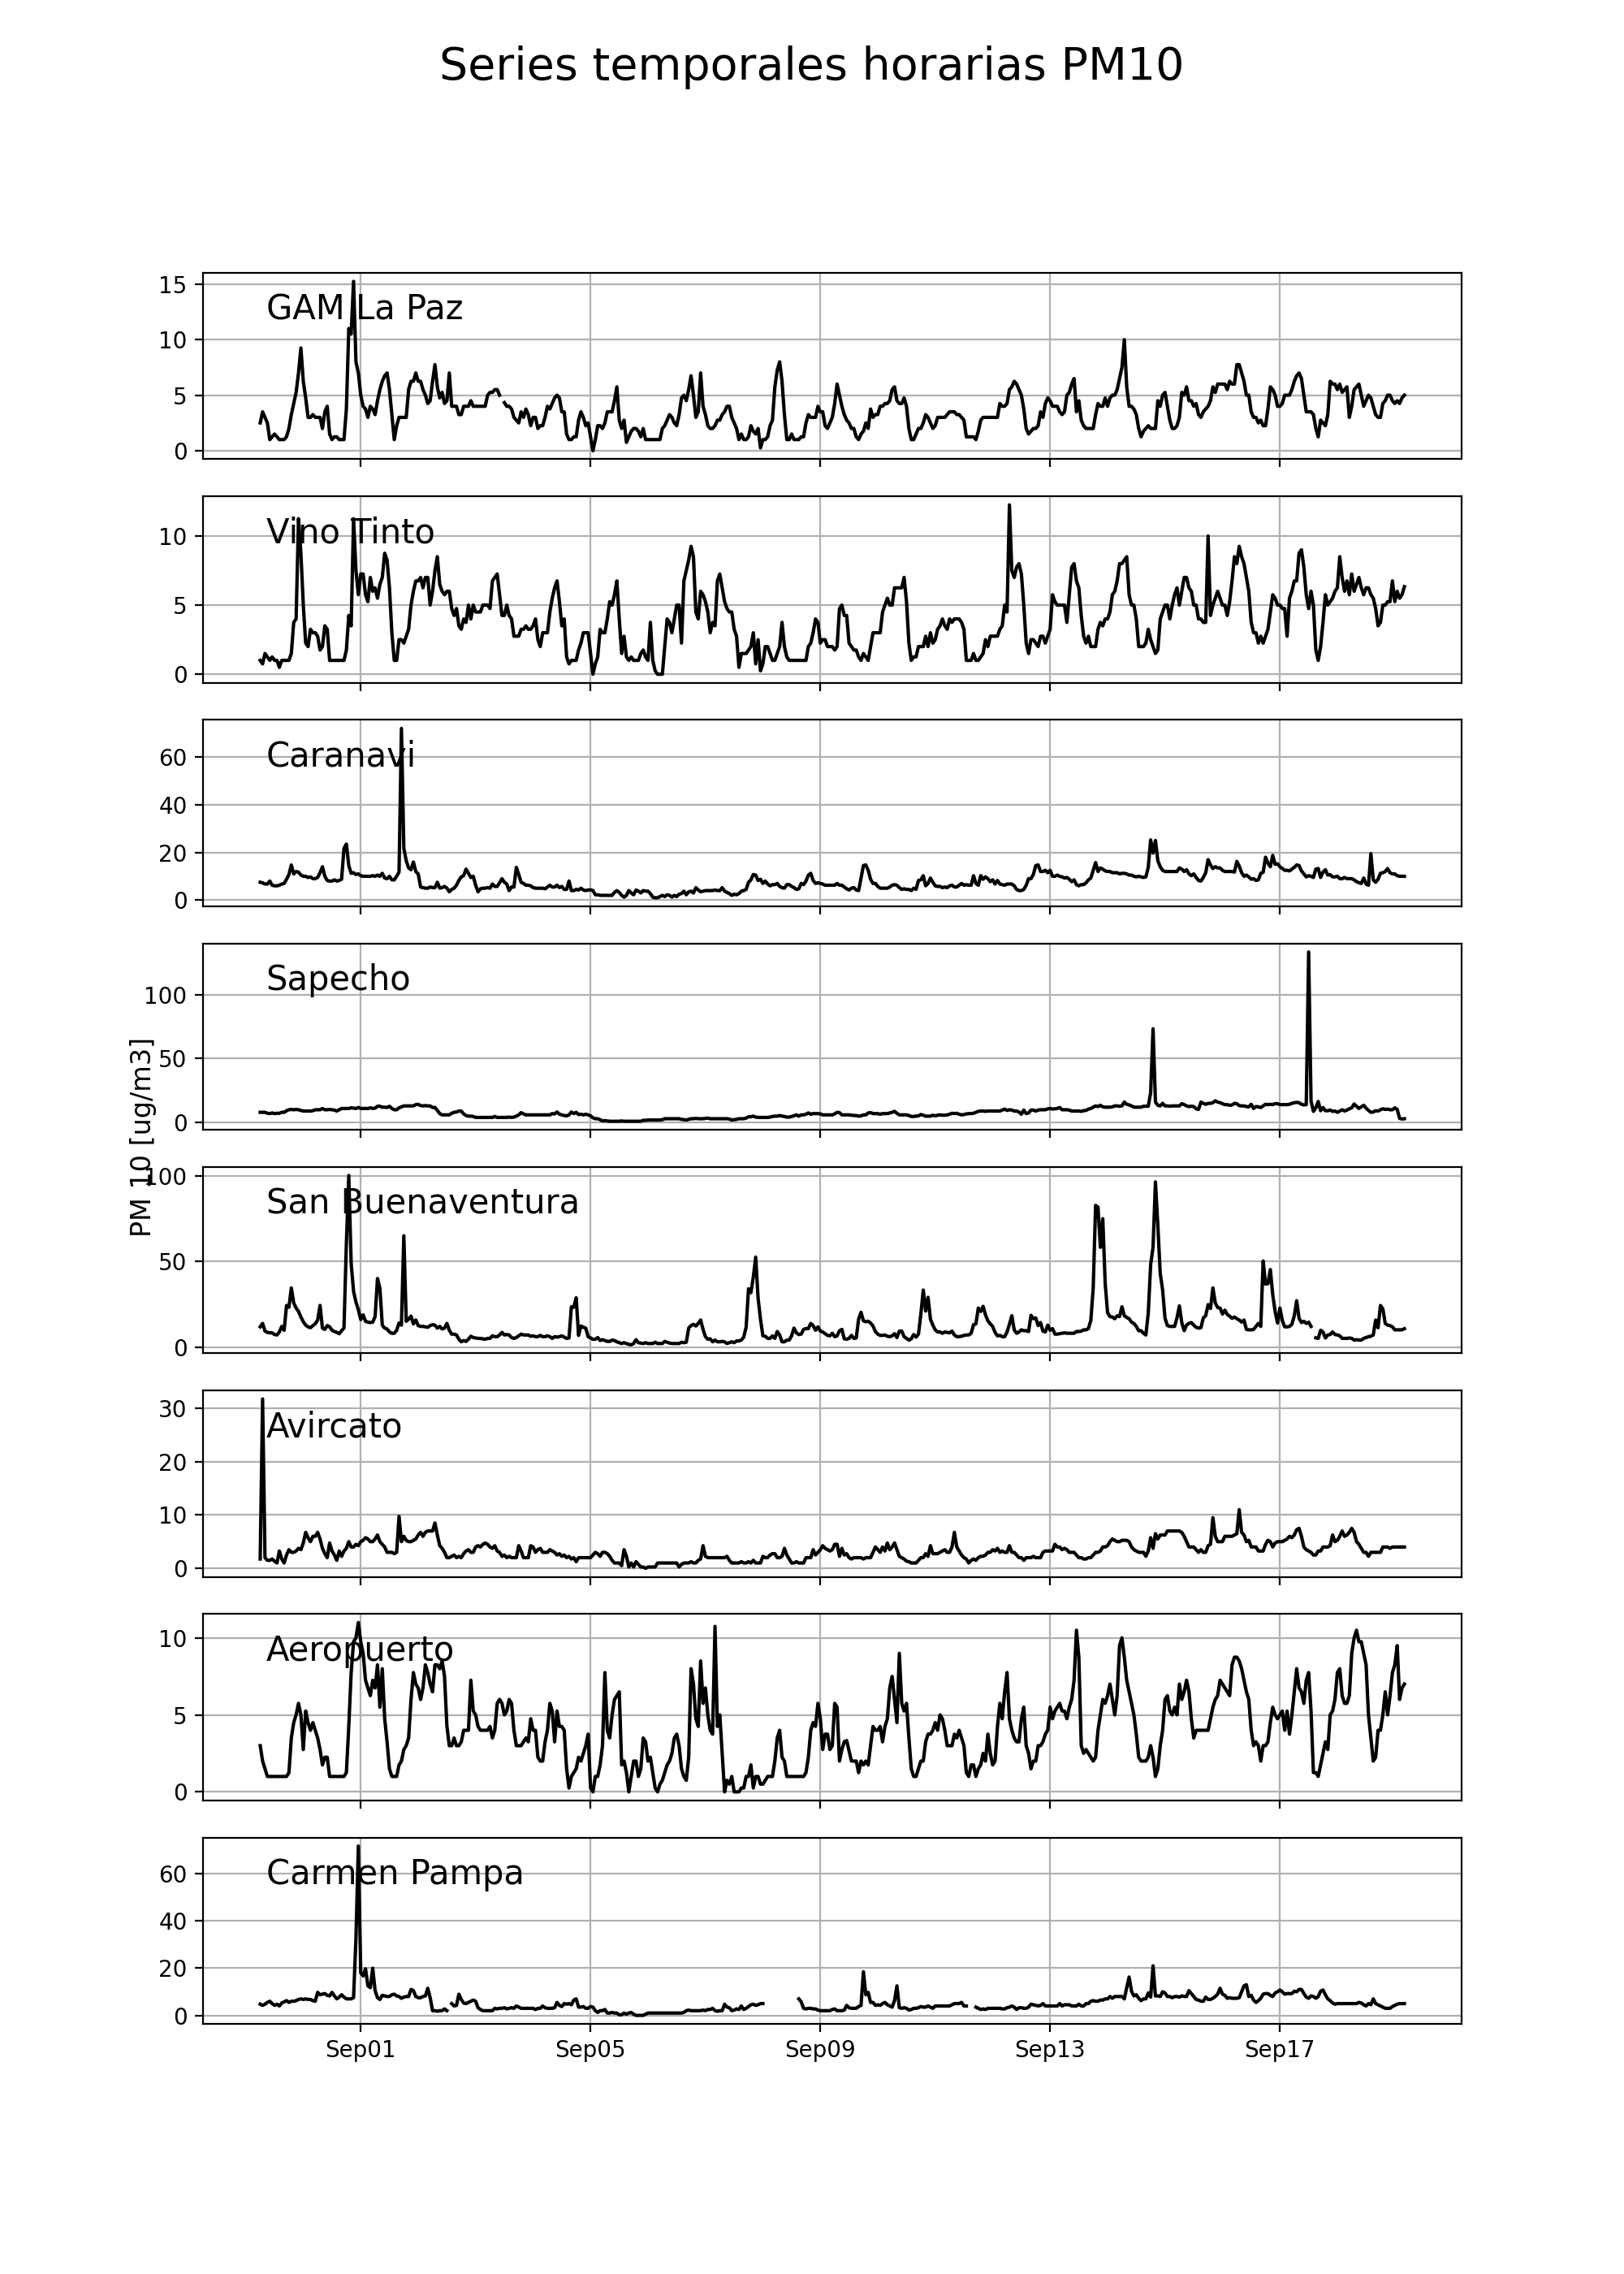 Series temporales horarias PM10
PM 10 [ug/m3]
GAM La Paz
15
10
5
0
Vino Tinto
10
5
0
Caranavi
60
40
20
0
Sapecho
100
50
0
San Buenaventura
100
50
0
Avircato
30
20
10
0
Aeropuerto
10
5
0
Carmen Pampa
60
40
20
0
Sep01 Sep05 Sep09 Sep13 Sep17